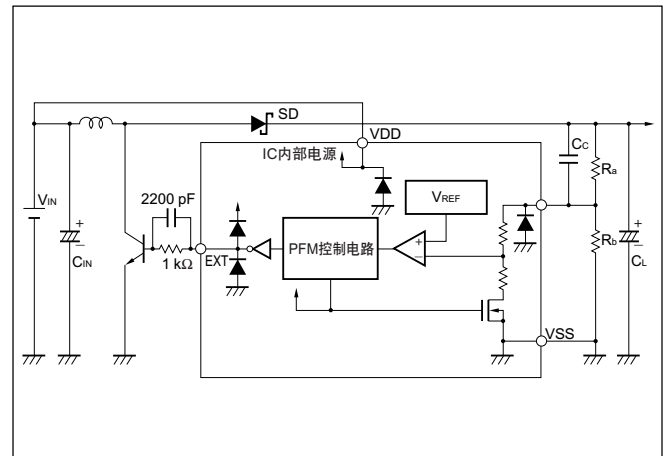 SD
VDD
IC内部电源
CC
Ra
VIN
2200 pF
VREF
+
CIN
−
1 kΩ
EXT
PFM控制电路
+
−
Rb
+
−
CL
VSS